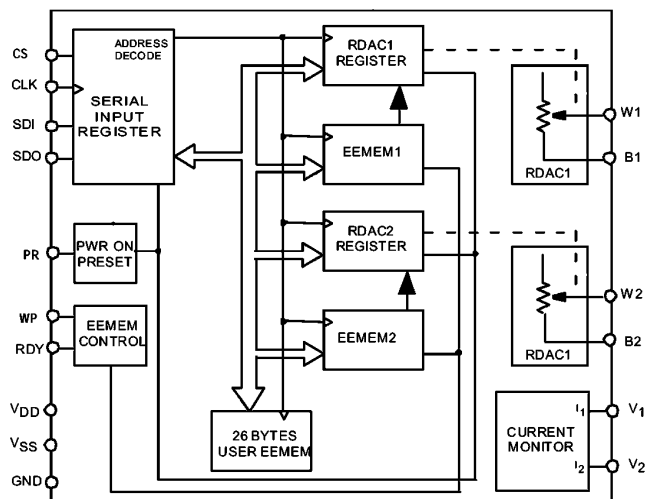 CS
CLK
SDI
SDO
PR
WP
RDY
VDD
VSS
GND
ADDRESS
DECODE
SERIAL
INPUT
REGISTER
PWR ON
PRESET
EEMEM
CONTROL
RDAC1
REGISTER
EEMEM1
RDAC2
REGISTER
EEMEM2
26 BYTES
USER EEMEM
RDAC1
W1
B1
RDAC1
W2
B2
CURRENT
MONITOR
I1
I2
V1
V2